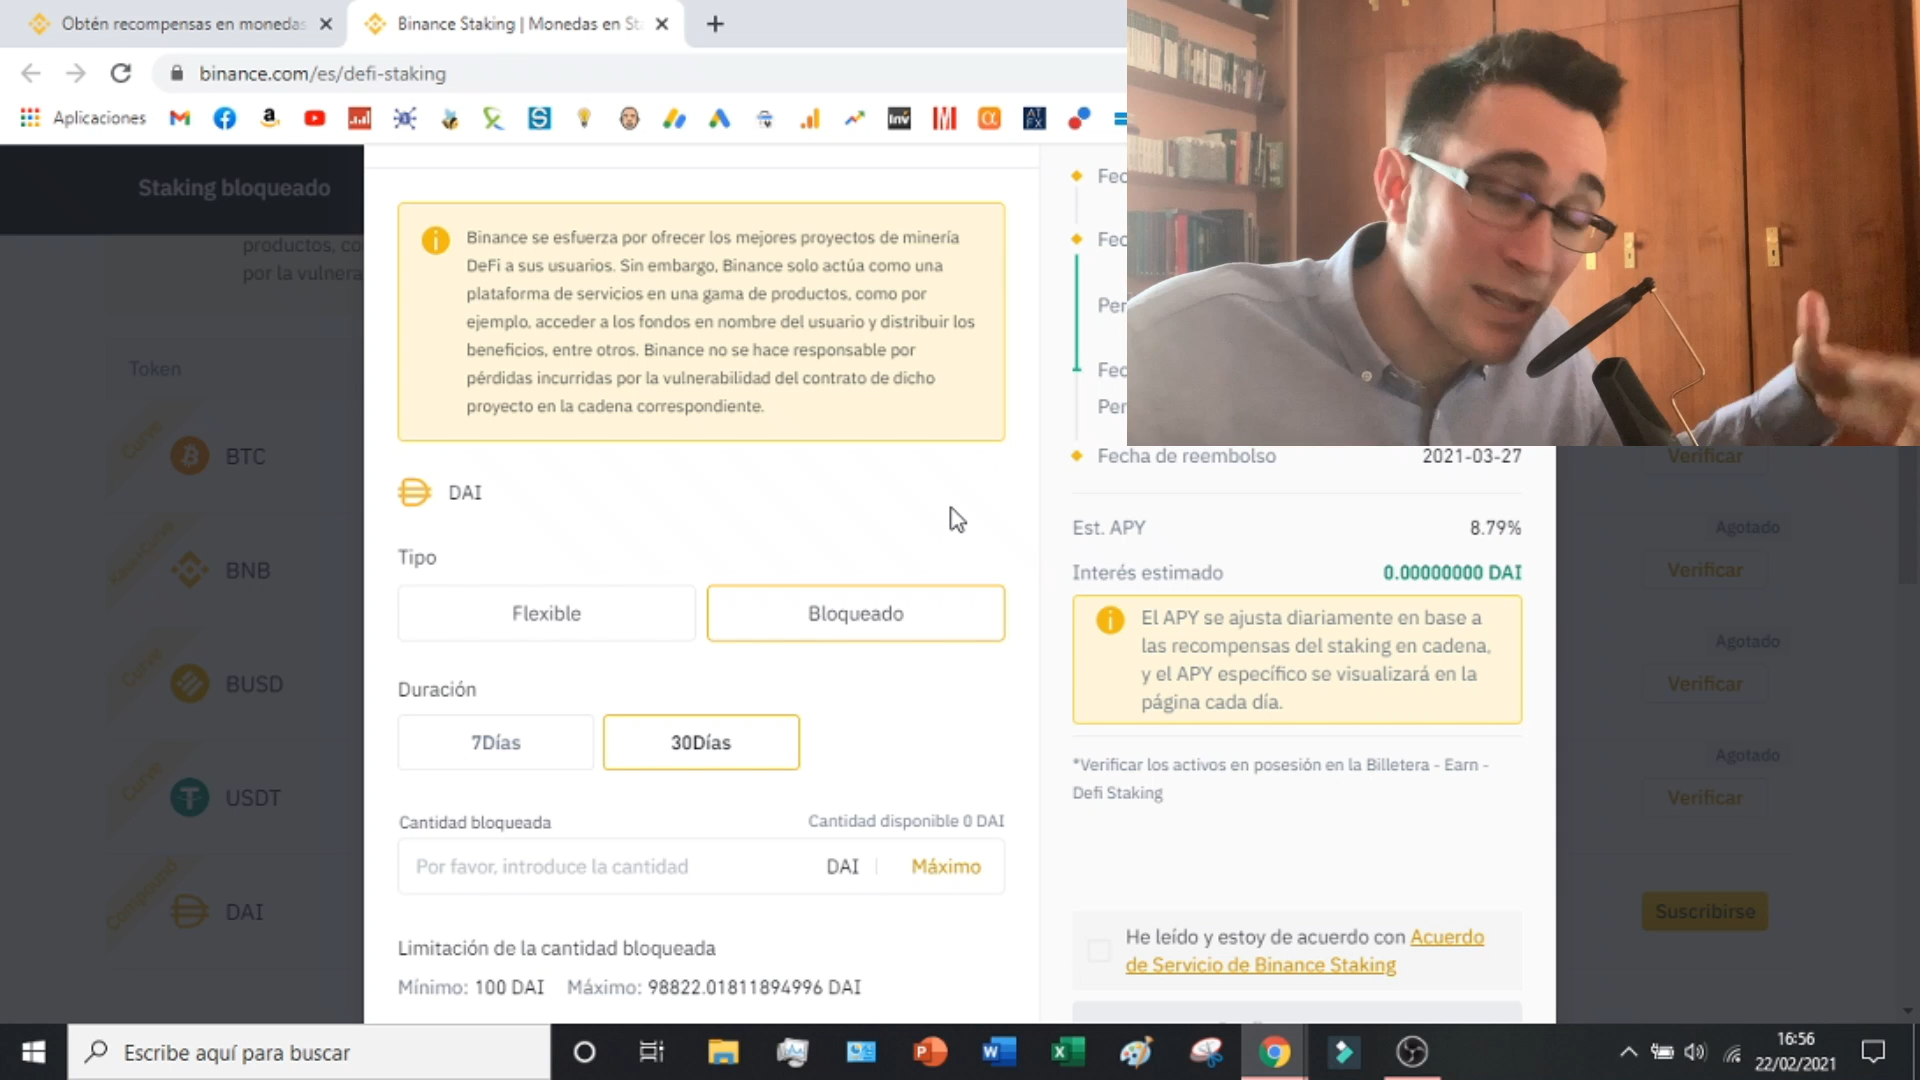 Obtén recompensas en monedas
Binance Staking | Monedas en St
binance.com/es/defi-staking
Aplicaciones
Inv
AT
FX
Staking bloqueado
productos, co
por la vulnera
Token
Curve
BTC
Kava+Curve
BNB
Curve
BUSD
Curve
USDT
Compound
DAI
Binance se esfuerza por ofrecer los mejores proyectos de minería
DeFi a sus usuarios. Sin embargo, Binance solo actúa como una
plataforma de servicios en una gama de productos, como por
ejemplo, acceder a los fondos en nombre del usuario y distribuir los
beneficios, entre otros. Binance no se hace responsable por
pérdidas incurridas por la vulnerabilidad del contrato de dicho
proyecto en la cadena correspondiente.
DAI
Tipo
Flexible
Bloqueado
Duración
7Días
30Días
Cantidad bloqueada
Cantidad disponible 0 DAI
Por favor, introduce la cantidad
DAI
Máximo
Limitación de la cantidad bloqueada
Mínimo: 100 DAI Máximo: 98822.01811894996 DAI
Fec
Fec
Per
Fec
Per
Fecha de reembolso
2021-03-27
Est. APY
8.79%
Interés estimado
0.00000000 DAI
El APY se ajusta diariamente en base a
las recompensas del staking en cadena,
y el APY específico se visualizará en la
página cada día.
*Verificar los activos en posesión en la Billetera - Earn -
Defi Staking
He leído y estoy de acuerdo con Acuerdo
de Servicio de Binance Staking
Verificar
Agotado
Verificar
Agotado
Verificar
Agotado
Verificar
Suscribirse
Escribe aquí para buscar
16:56
22/02/2021